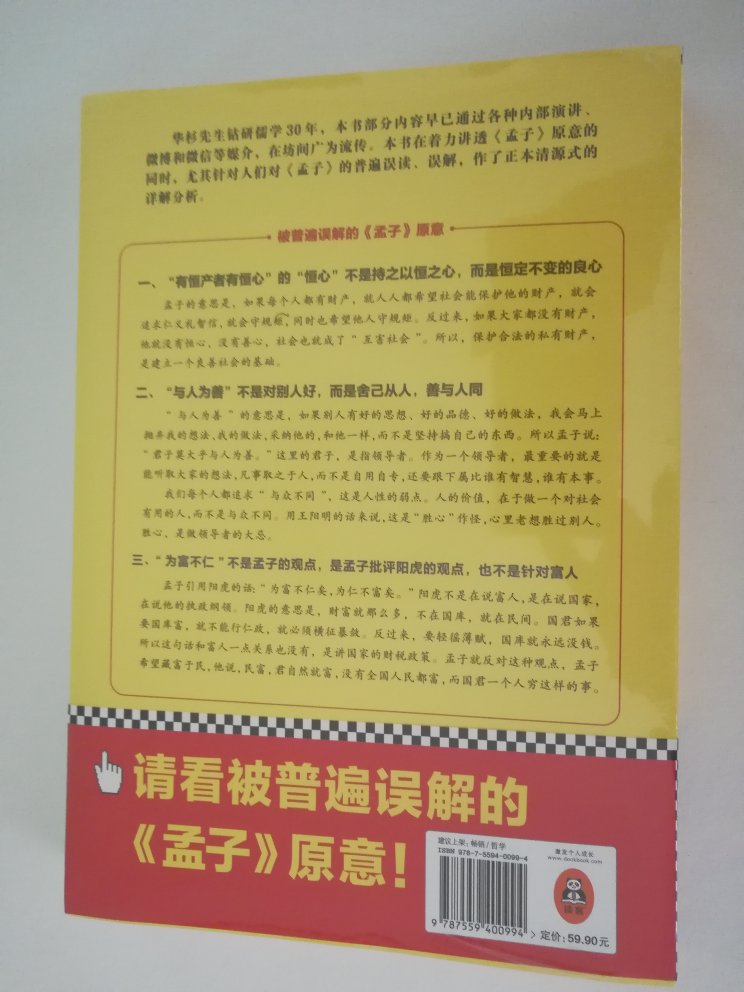 华杉先生钻研儒学30年，本书部分内容早已通过各种内部演讲、
微博和微信等媒介，在坊间广为流传。本书在着力讲透《孟子》原意的
同时，尤其针对人们对《孟子》的普遍误读、误解，作了正本清源式的
详解分析。
被普遍误解的《孟子》原意
一、“有恒产者有恒心”的“恒心”不是持之以恒之心，而是恒定不变的良心
孟子的意思是，如果每个人都有财产，就人人都希望社会能保护他的财产，就会
追求仁义礼智信，就会守规矩，同时也希望他人守规矩。反过来，如果大家都没有财产，
他就没有恒心，没有善心，社会也就成了“互害社会”。所以，保护合法的私有财产，
是建立一个良善社会的基础。
二、“与人为善”不是对别人好，而是舍己从人，善与人同
“与人为善”的意思是，如果别人有好的思想、好的品德、好的做法，我会马上
抛弃我的想法，我的做法，采纳他的，和他一样，而不是坚持搞自己的东西。所以孟子说：
“君子莫大乎与人为善。”这里的君子，是指领导者。作为一个领导者，最重要的就是
能听取大家的想法，凡事取之于人，而不是自用自专，还要跟下属比谁有智慧，谁有本事。
我们每个人都追求“与众不同”，这是人性的弱点。人的价值，在于做一个对社会
有用的人，而不是与众不同。用王阳明的话来说，这是“胜心”作怪，心里老想胜过别人。
胜心，是做领导者的大忌。
三、“为富不仁”不是孟子的观点，是孟子批评阳虎的观点，也不是针对富人
孟子引用阳虎的话：“为富不仁矣，为仁不富矣。”阳虎不是在说富人，是在说国家，
在说他的执政纲领。阳虎的意思是，财富就那么多，不在国库，就在民间。国君如果
要国库富，就不能行仁政，就必须横征暴敛。反过来，要轻徭薄赋，国库就永远没钱。
所以这句话和富人一点关系也没有，是讲国家的财税政策。孟子就反对这种观点，孟子
希望藏富于民，他说，民富，君自然就富，没有全国人民都富，而国君一个人穷这样的事。
请看被普遍误解的
《孟子》原意！
建议上架：畅销/哲学
ISBN 978-7-5594-0099-4
9 787559 400994 >
激发个人成长
www.dookbook.com
读客
定价：59.90元